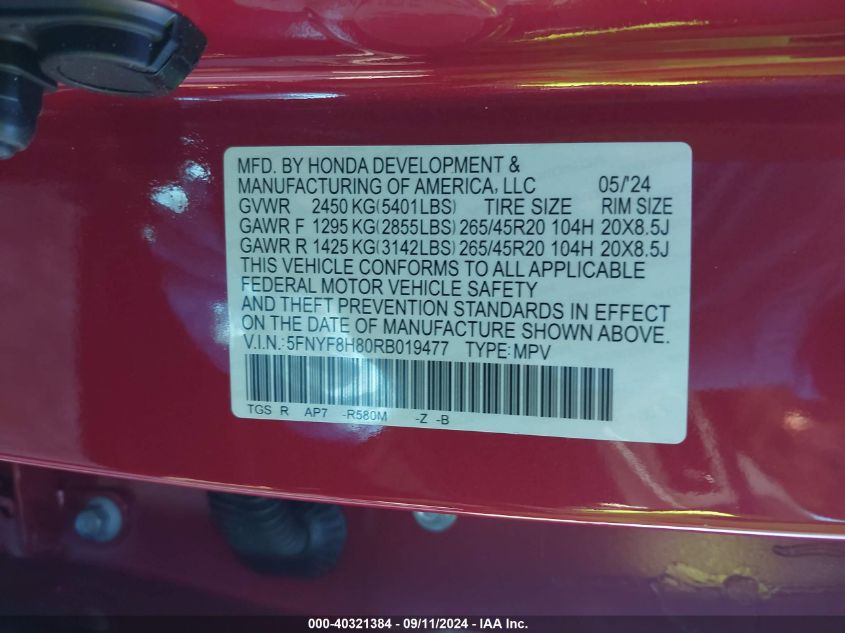 MFD. BY HONDA DEVELOPMENT &
MANUFACTURING OF AMERICA, LLC 05/'24
GVWR 2450 KG(5401LBS) TIRE SIZE RIM SIZE
GAWR F 1295 KG(2855LBS) 265/45R20 104H 20X8.5J
GAWR R 1425 KG(3142LBS) 265/45R20 104H 20X8.5J
THIS VEHICLE CONFORMS TO ALL APPLICABLE
FEDERAL MOTOR VEHICLE SAFETY
AND THEFT PREVENTION STANDARDS IN EFFECT
ON THE DATE OF MANUFACTURE SHOWN ABOVE.
V.I.N.: 5FNYF8H80RB019477 TYPE: MPV
TGS R AP7 -R580M -Z -B
000-40321384 - 09/11/2024 - IAA Inc.